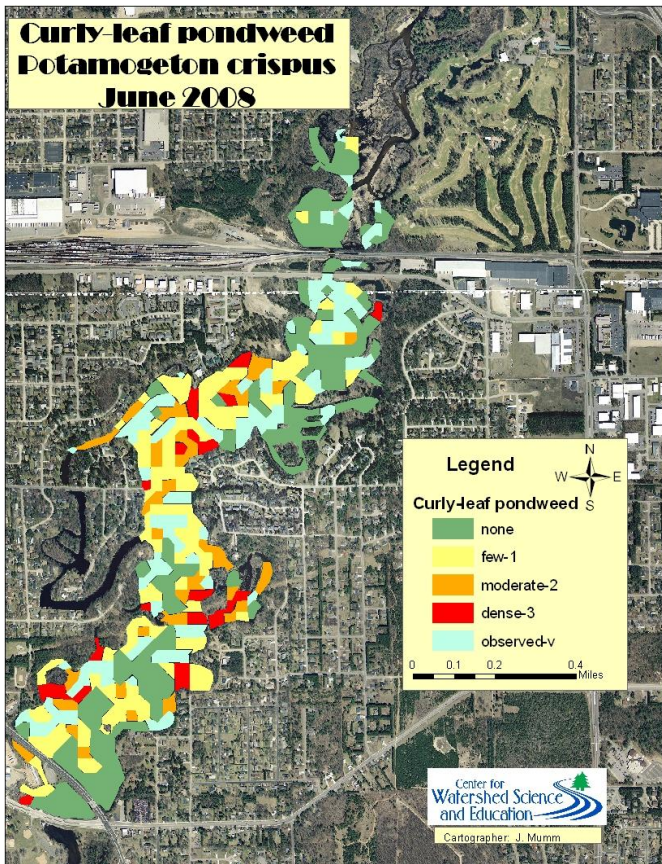 Curly-leaf pondweed
Potamogeton crispus
June 2008
Legend
N
W E
S
Curly-leaf pondweed
none
few-1
moderate-2
dense-3
observed-v
0 0.1 0.2 0.4
Miles
Center for
Watershed Science
and Education
Cartographer: J. Mumm